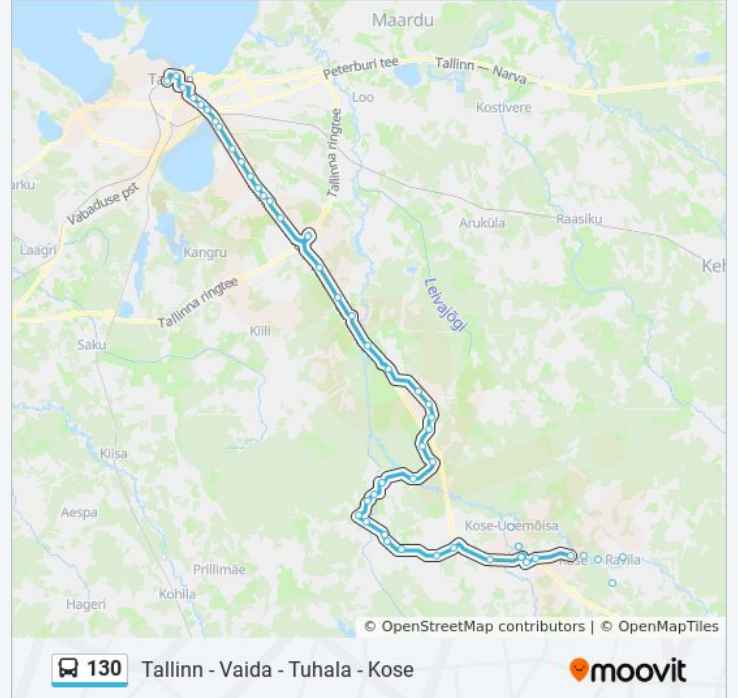 Maardu
Peterburi tee
Tallinn — Narva
Loo
Kostivere
Tallinna ringtee
arku
Vabaduse pst
Aruküla
Raasiku
Laagri
Kangru
Keh
Leivajõgi
Tallinna ringtee
Kiili
Saku
Kiisa
Aespa
Kose-Uuemõisa
Kose
Ravila
Prillimäe
Kohila
Hageri
© OpenStreetMap contributors | © OpenMapTiles
130 Tallinn - Vaida - Tuhala - Kose
moovit